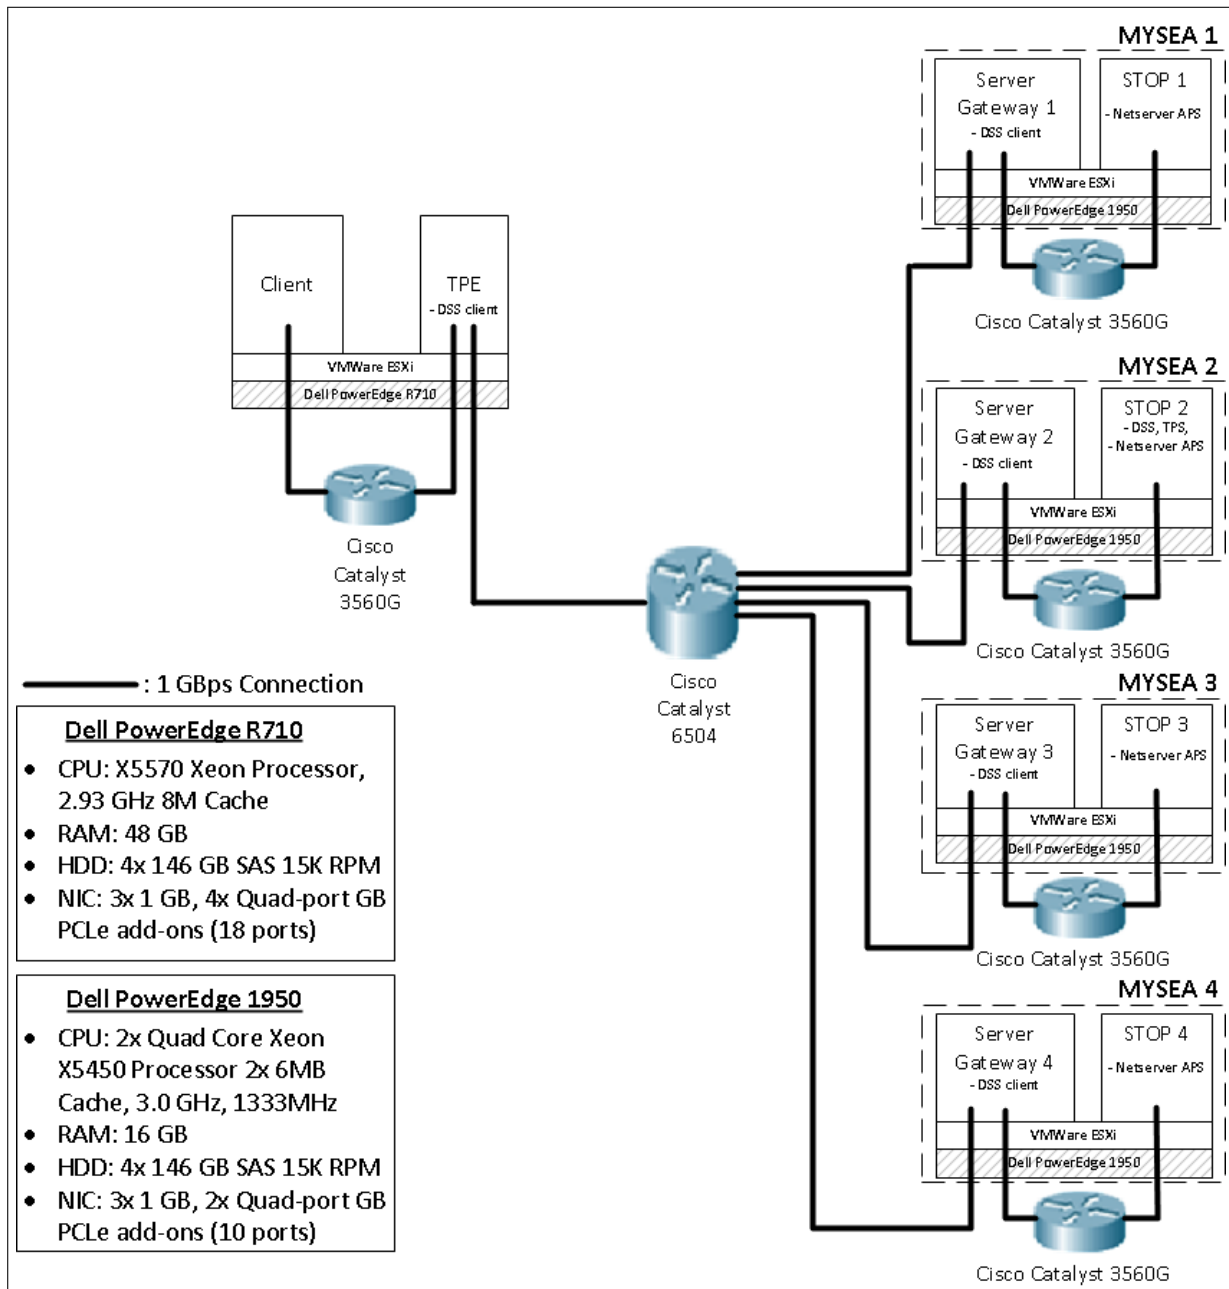 MYSEA 1
Server
Gateway 1
- DSS client
STOP 1
- Netserver APS
VMWare ESXi
Dell PowerEdge 1950
Cisco Catalyst 3560G
Client
TPE
- DSS client
VMWare ESXi
Dell PowerEdge R710
Cisco
Catalyst
3560G
MYSEA 2
Server
Gateway 2
- DSS client
STOP 2
- DSS, TPS,
- Netserver APS
VMWare ESXi
Dell PowerEdge 1950
Cisco Catalyst 3560G
Cisco
Catalyst
6504
MYSEA 3
Server
Gateway 3
- DSS client
STOP 3
- Netserver APS
VMWare ESXi
Dell PowerEdge 1950
Cisco Catalyst 3560G
MYSEA 4
Server
Gateway 4
- DSS client
STOP 4
- Netserver APS
VMWare ESXi
Dell PowerEdge 1950
Cisco Catalyst 3560G
: 1 GBps Connection
Dell PowerEdge R710
• CPU: X5570 Xeon Processor,
2.93 GHz 8M Cache
• RAM: 48 GB
• HDD: 4x 146 GB SAS 15K RPM
• NIC: 3x 1 GB, 4x Quad-port GB
PCLe add-ons (18 ports)
Dell PowerEdge 1950
• CPU: 2x Quad Core Xeon
X5450 Processor 2x 6MB
Cache, 3.0 GHz, 1333MHz
• RAM: 16 GB
• HDD: 4x 146 GB SAS 15K RPM
• NIC: 3x 1 GB, 2x Quad-port GB
PCLe add-ons (10 ports)